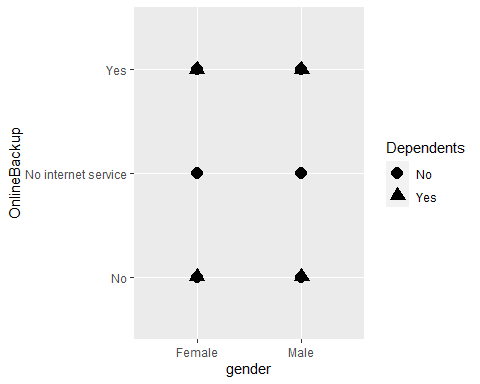 OnlineBackup
Yes
No internet service
No
Female
Male
gender
Dependents
No
Yes